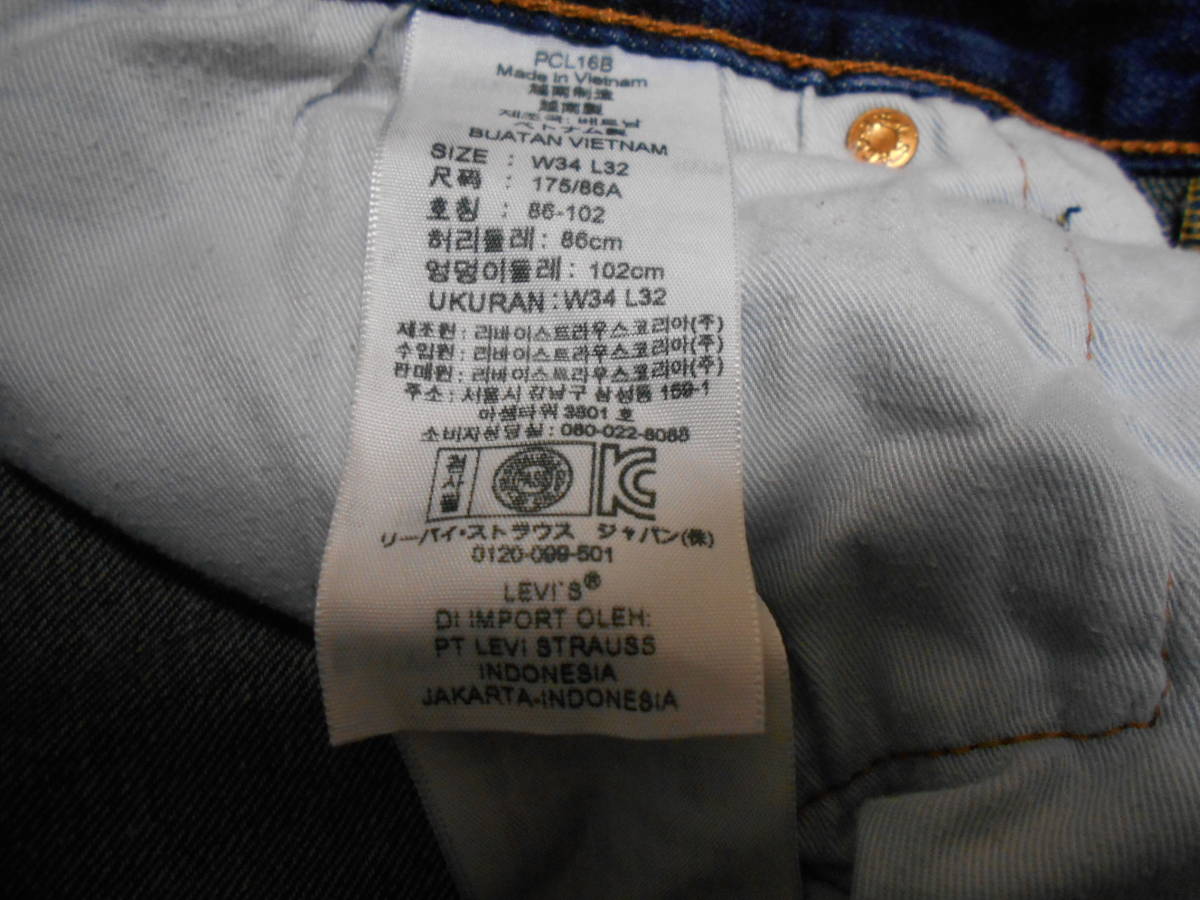 PCL16B
Made in Vietnam
越南制造
越南製
제조국: 베트남
ベトナム製
BUATAN VIETNAM
SIZE : W34 L32
尺码 : 175/86A
호칭 : 86-102
허리둘레: 86cm
엉덩이둘레: 102cm
UKURAN : W34 L32
제조원 : 리바이스트라우스코리아(주)
수입원 : 리바이스트라우스코리아(주)
판매원 : 리바이스트라우스코리아(주)
주소 : 서울시 강남구 삼성동 159-1
아셈타워 3801 호
소비자상담실 : 080-022-8088
검사필
PASS
KC
リーバイ・ストラウス ジャパン(株)
0120-099-501
LEVI'S®
DI IMPORT OLEH:
PT LEVI STRAUSS
INDONESIA
JAKARTA-INDONESIA